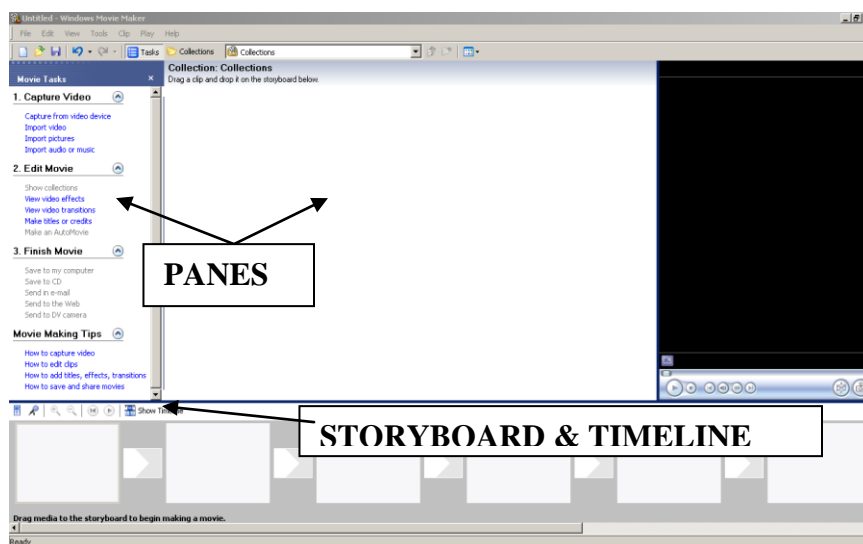 Untitled - Windows Movie Maker
File Edit View Tools Clip Play Help
Tasks Collections Collections
Movie Tasks
Collection: Collections
Drag a clip and drop it on the storyboard below.
1. Capture Video
Capture from video device
Import video
Import pictures
Import audio or music
2. Edit Movie
Show collections
View video effects
View video transitions
Make titles or credits
Make an AutoMovie
3. Finish Movie
Save to my computer
Save to CD
Send in e-mail
Send to the Web
Send to DV camera
Movie Making Tips
How to capture video
How to edit clips
How to add titles, effects, transitions
How to save and share movies
PANES
Show
STORYBOARD & TIMELINE
Drag media to the storyboard to begin making a movie.
Ready